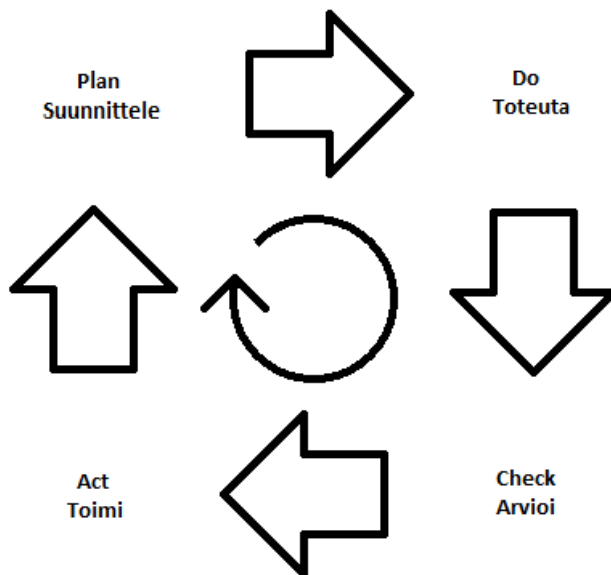 Plan
Suunnittele
Do
Toteuta
Act
Toimi
Check
Arvioi